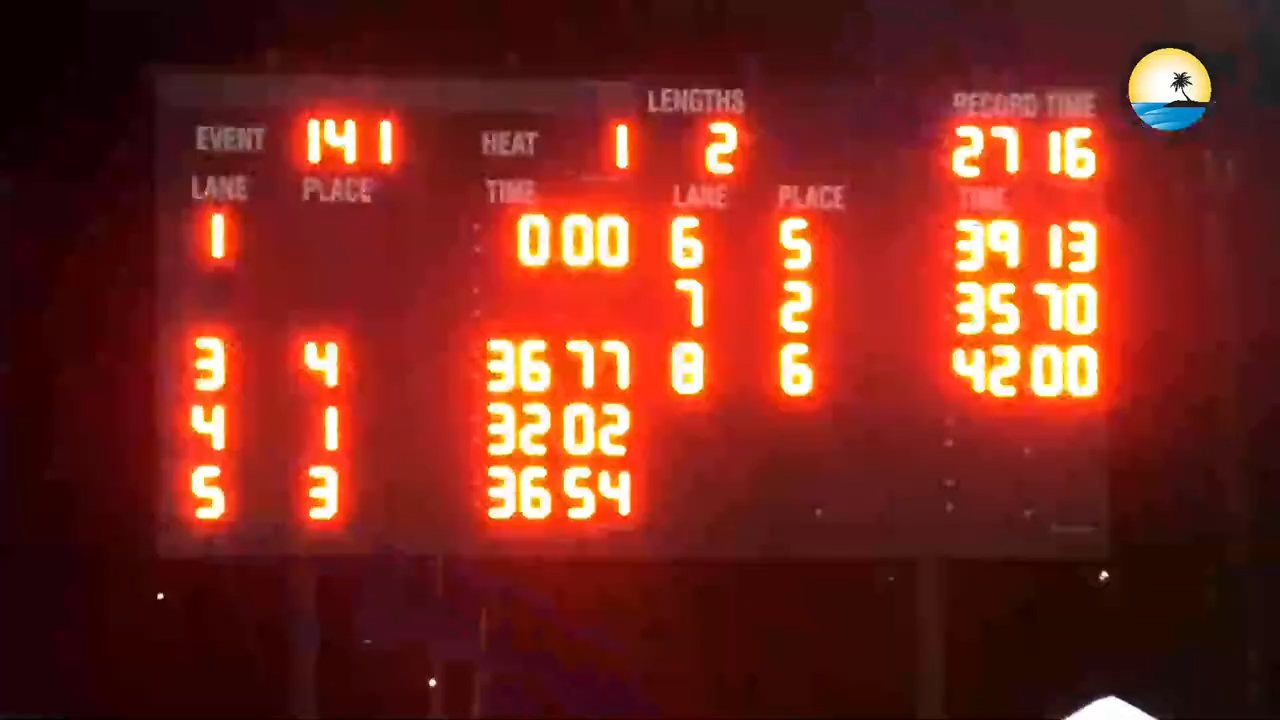 LENGTHS RECORD TIME
EVENT 141 HEAT 1 2 27 16
LANE PLACE TIME LANE PLACE TIME
1 0 00 6 5 39 13
7 2 35 70
3 4 36 77 8 6 42 00
4 1 32 02
5 3 36 54